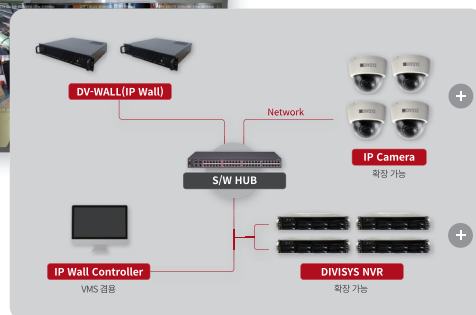 DV-WALL(IP Wall)
Network
IP Camera
확장 가능
S/W HUB
IP Wall Controller
VMS 겸용
DIVISYS NVR
확장 가능